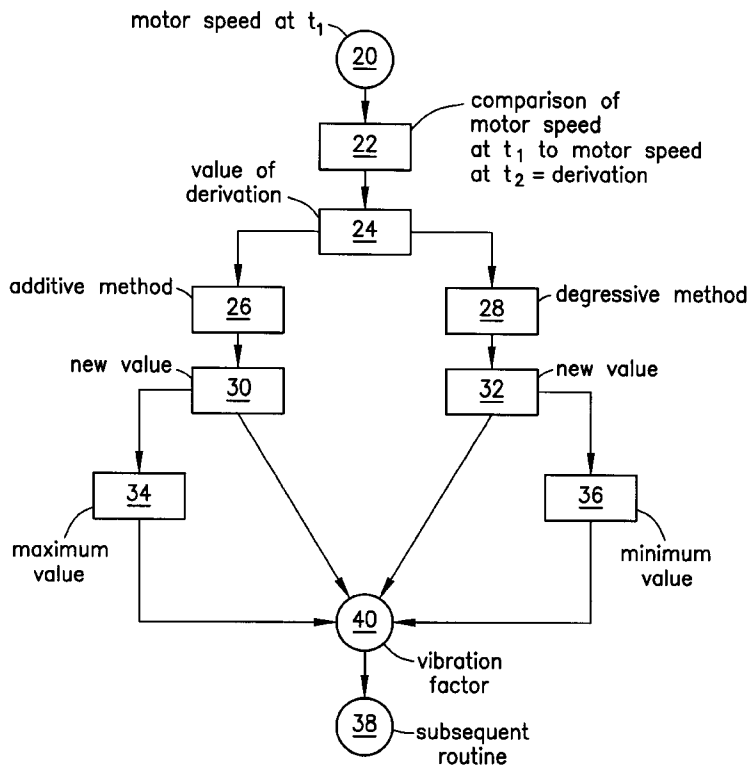 motor speed at t1
20
comparison of
motor speed
at t1 to motor speed
at t2 = derivation
22
value of
derivation
24
additive method
26
28
degressive method
new value
30
32
new value
34
36
maximum
value
minimum
value
40
vibration
factor
38
subsequent
routine